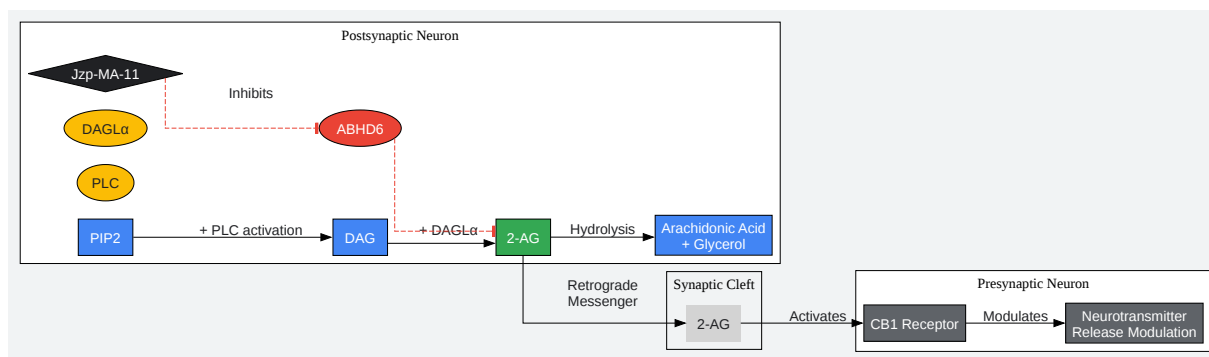 Postsynaptic Neuron
Jzp-MA-11
Inhibits
DAGLα
ABHD6
PLC
PIP2
+ PLC activation
DAG
+ DAGLα
2-AG
Hydrolysis
Arachidonic Acid
+ Glycerol
Retrograde
Messenger
Synaptic Cleft
2-AG
Activates
Presynaptic Neuron
CB1 Receptor
Modulates
Neurotransmitter
Release Modulation